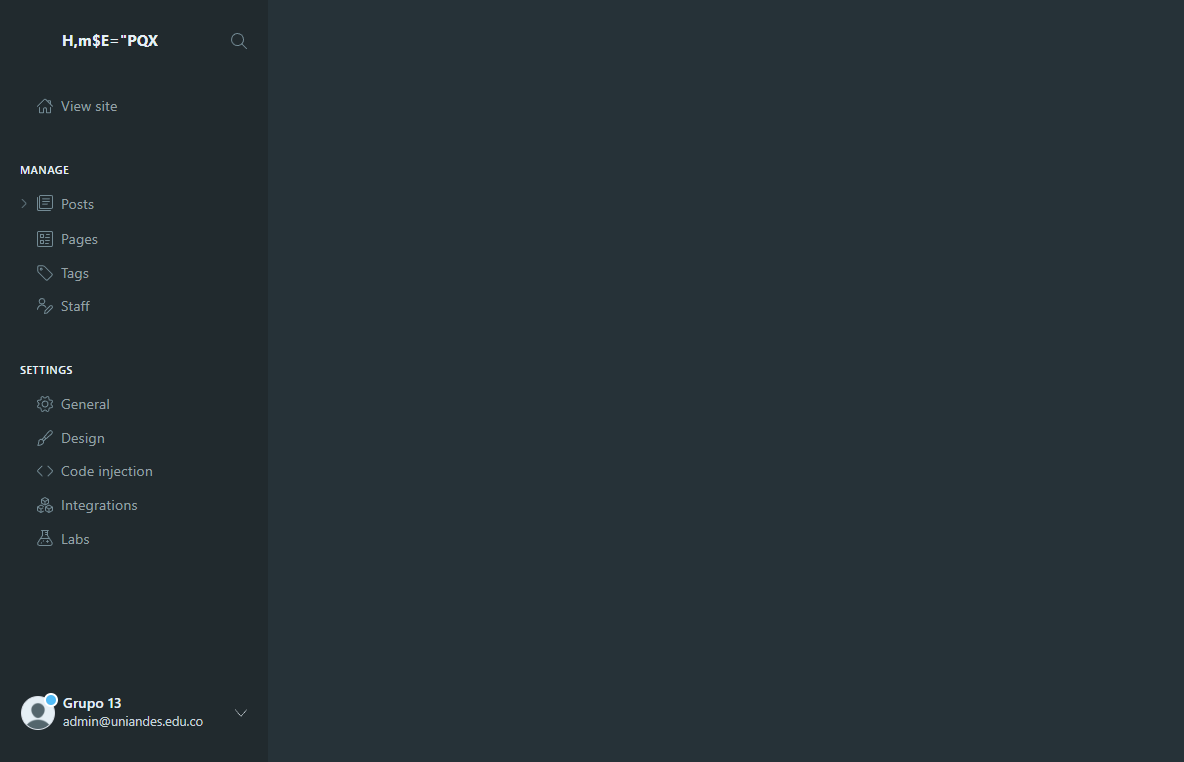 H,m$E="PQX
View site
MANAGE
Posts
Pages
Tags
Staff
SETTINGS
General
Design
Code injection
Integrations
Labs
Grupo 13
admin@uniandes.edu.co